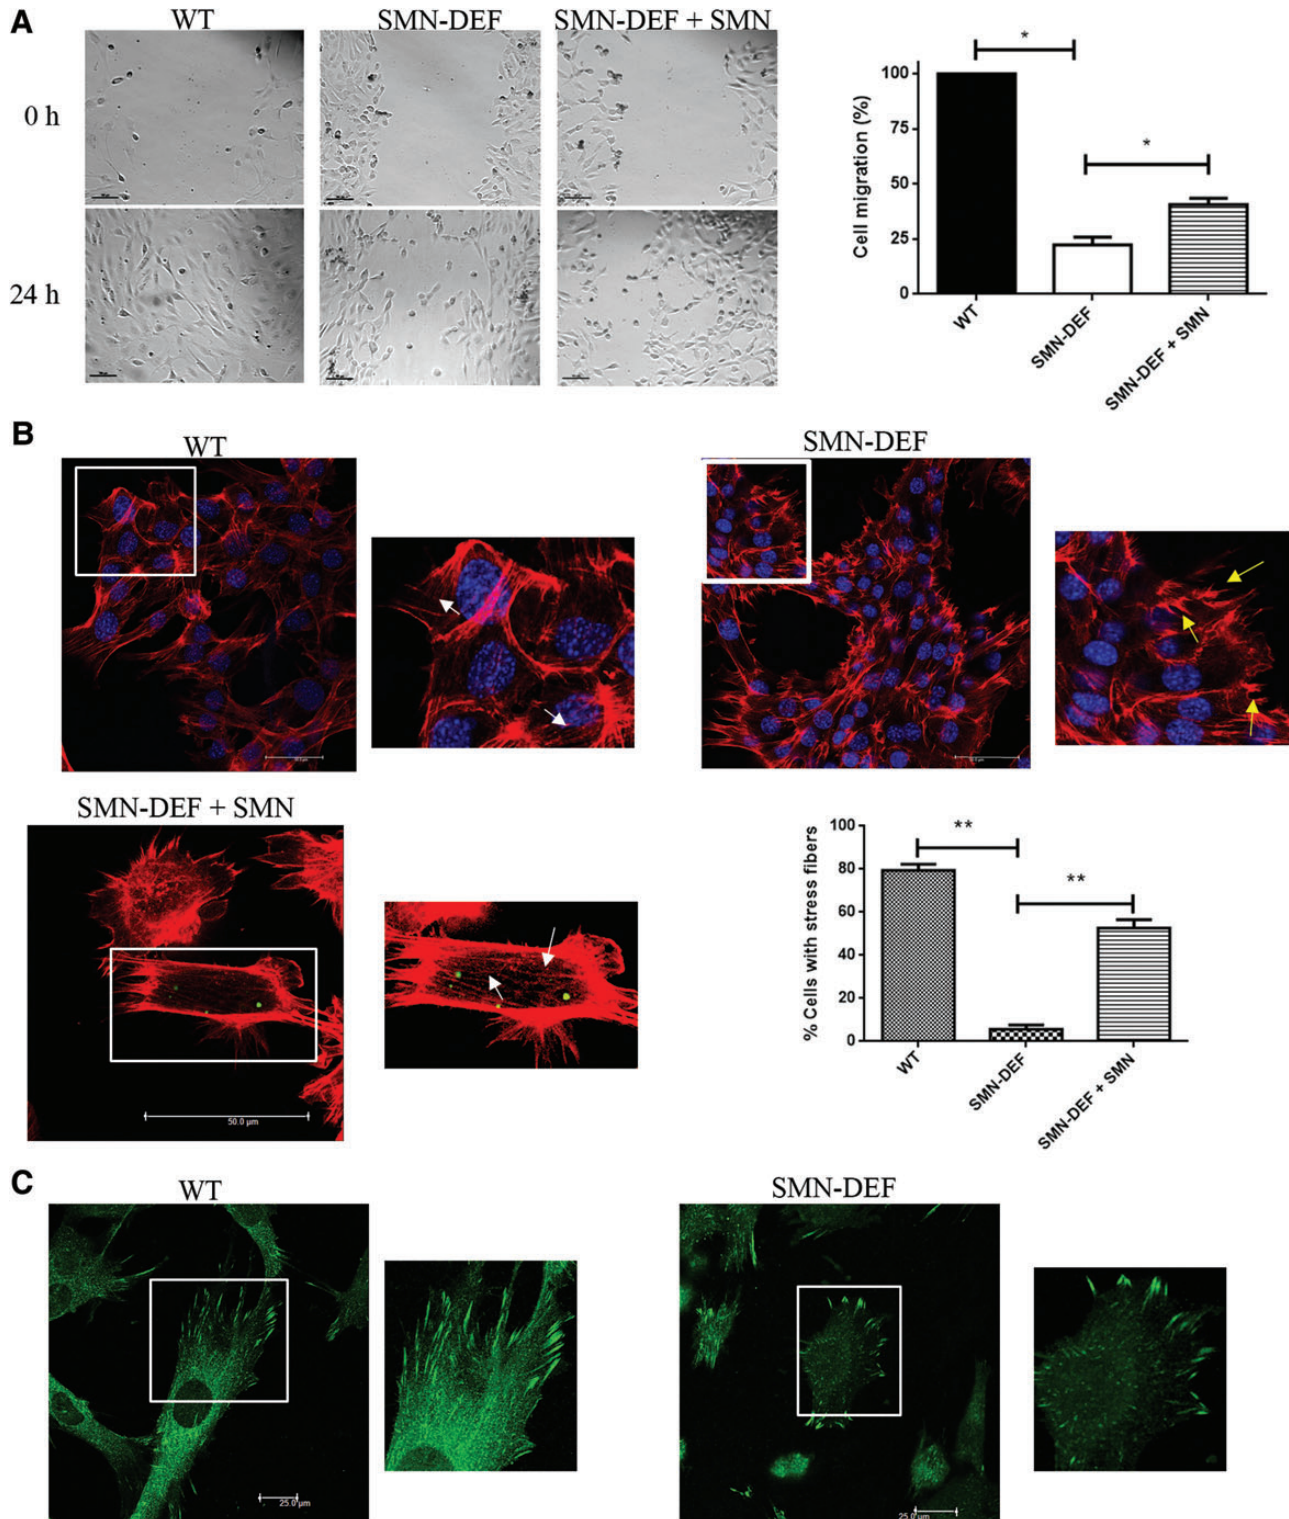 A
WT
SMN-DEF
SMN-DEF + SMN
0 h
24 h
Cell migration (%)
100
75
50
25
0
*
*
WT
SMN-DEF
SMN-DEF + SMN
B
WT
SMN-DEF
SMN-DEF + SMN
50.0 µm
% Cells with stress fibers
100
80
60
40
20
0
**
**
WT
SMN-DEF
SMN-DEF + SMN
C
WT
SMN-DEF
25.0 µm
25.0 µm